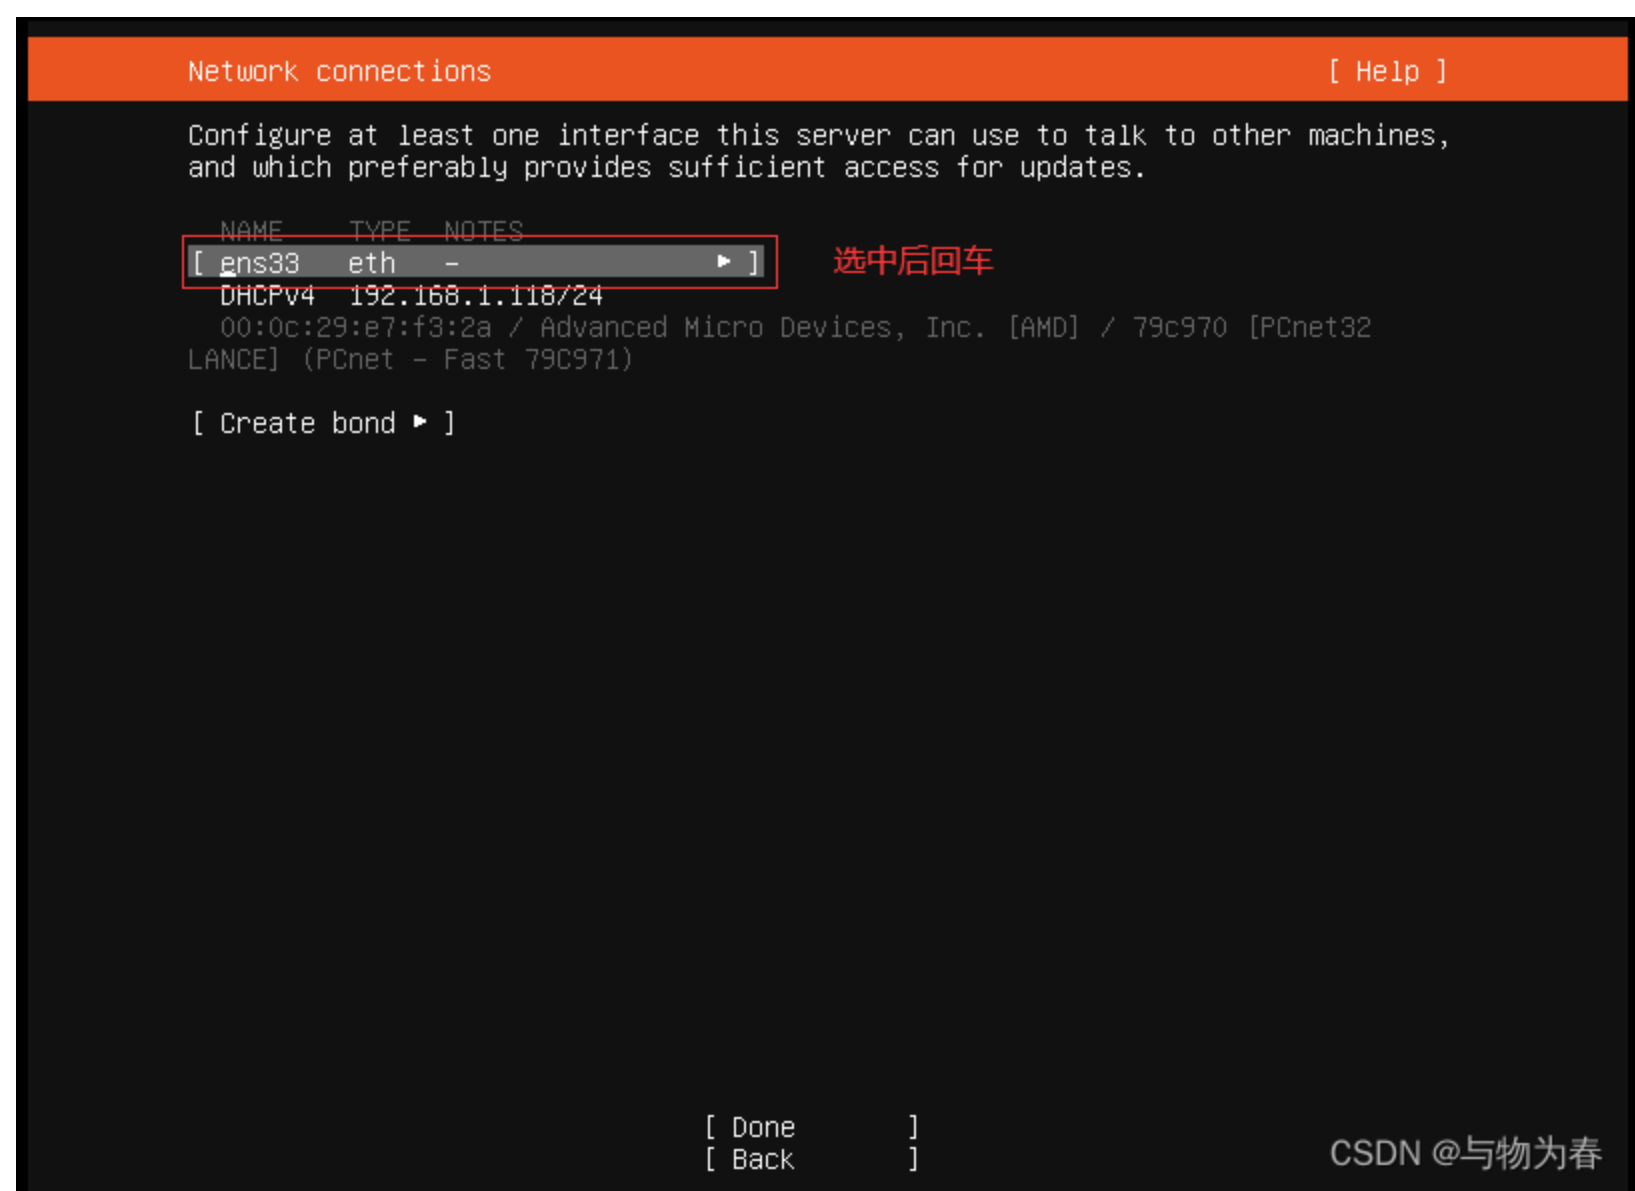 Network connections [ Help ]
Configure at least one interface this server can use to talk to other machines,
and which preferably provides sufficient access for updates.
NAME TYPE NOTES
[ ens33 eth – ▸ ] 选中后回车
DHCPv4 192.168.1.118/24
00:0c:29:e7:f3:2a / Advanced Micro Devices, Inc. [AMD] / 79c970 [PCnet32
LANCE] (PCnet – Fast 79C971)
[ Create bond ▸ ]
[ Done ]
[ Back ]
CSDN @与物为春